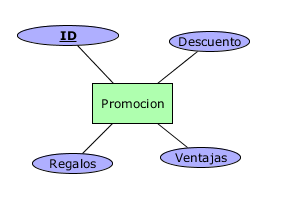 ID
Descuento
Promocion
Regalos
Ventajas